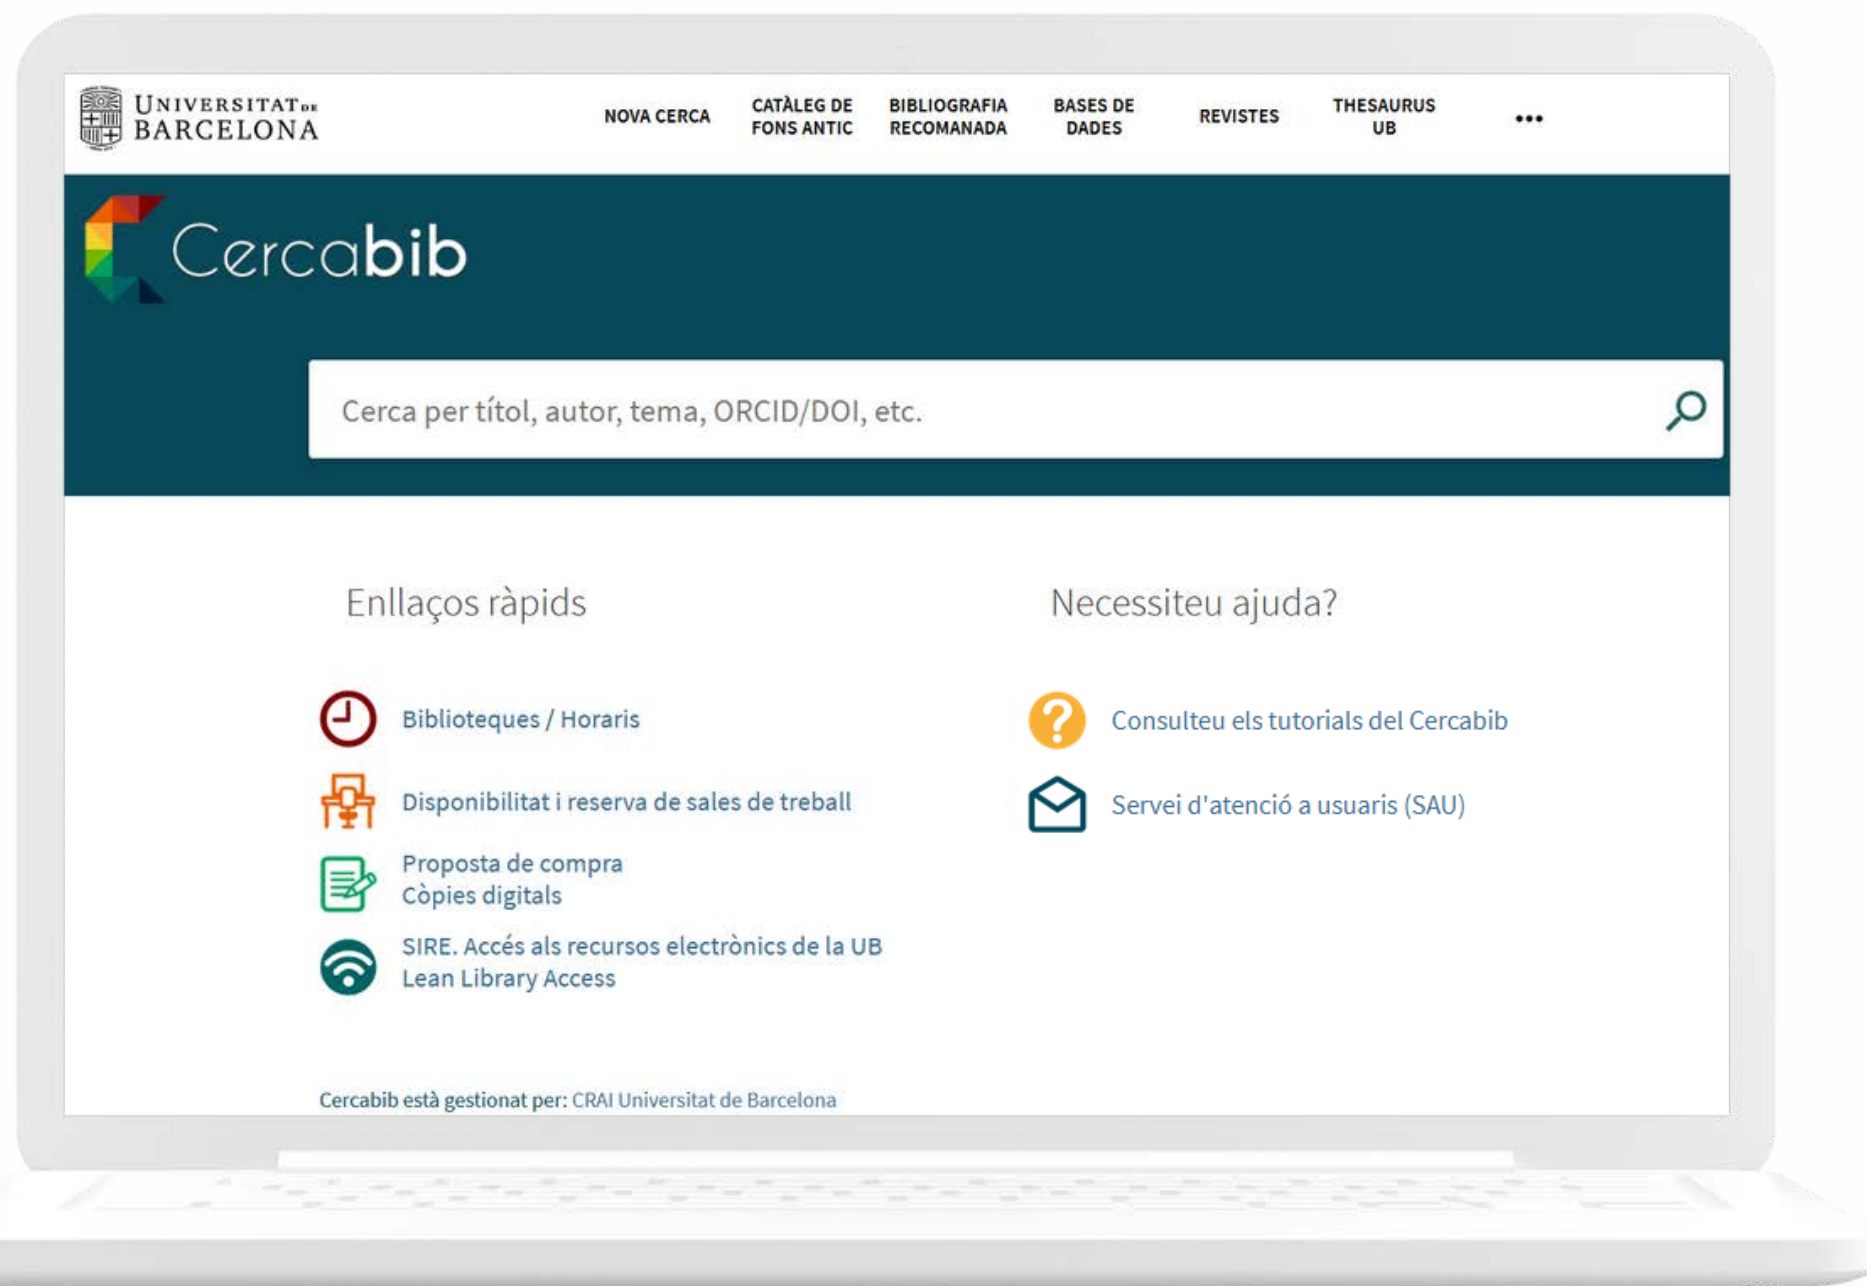 UNIVERSITAT DE
BARCELONA
NOVA CERCA
CATÀLEG DE
FONS ANTIC
BIBLIOGRAFIA
RECOMANADA
BASES DE
DADES
REVISTES
THESAURUS
UB
•••
Cercabib
Cerca per títol, autor, tema, ORCID/DOI, etc.
Enllaços ràpids
Biblioteques / Horaris
Disponibilitat i reserva de sales de treball
Proposta de compra
Còpies digitals
SIRE. Accés als recursos electrònics de la UB
Lean Library Access
Necessiteu ajuda?
Consulteu els tutorials del Cercabib
Servei d'atenció a usuaris (SAU)
Cercabib està gestionat per: CRAI Universitat de Barcelona